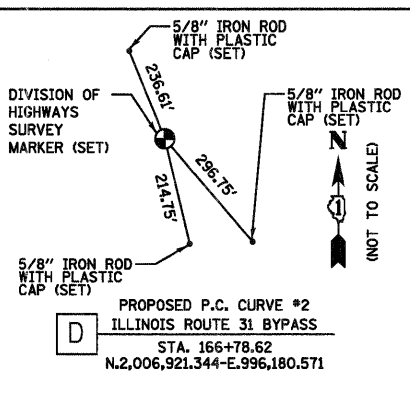 5/8" IRON ROD
WITH PLASTIC
CAP (SET)
236.61'
DIVISION OF
HIGHWAYS
SURVEY
MARKER (SET)
5/8" IRON ROD
WITH PLASTIC
CAP (SET)
296.75'
214.75'
N
1
(NOT TO SCALE)
5/8" IRON ROD
WITH PLASTIC
CAP (SET)
PROPOSED P.C. CURVE #2
D
ILLINOIS ROUTE 31 BYPASS
STA. 166+78.62
N.2,006,921.344-E.996,180.571